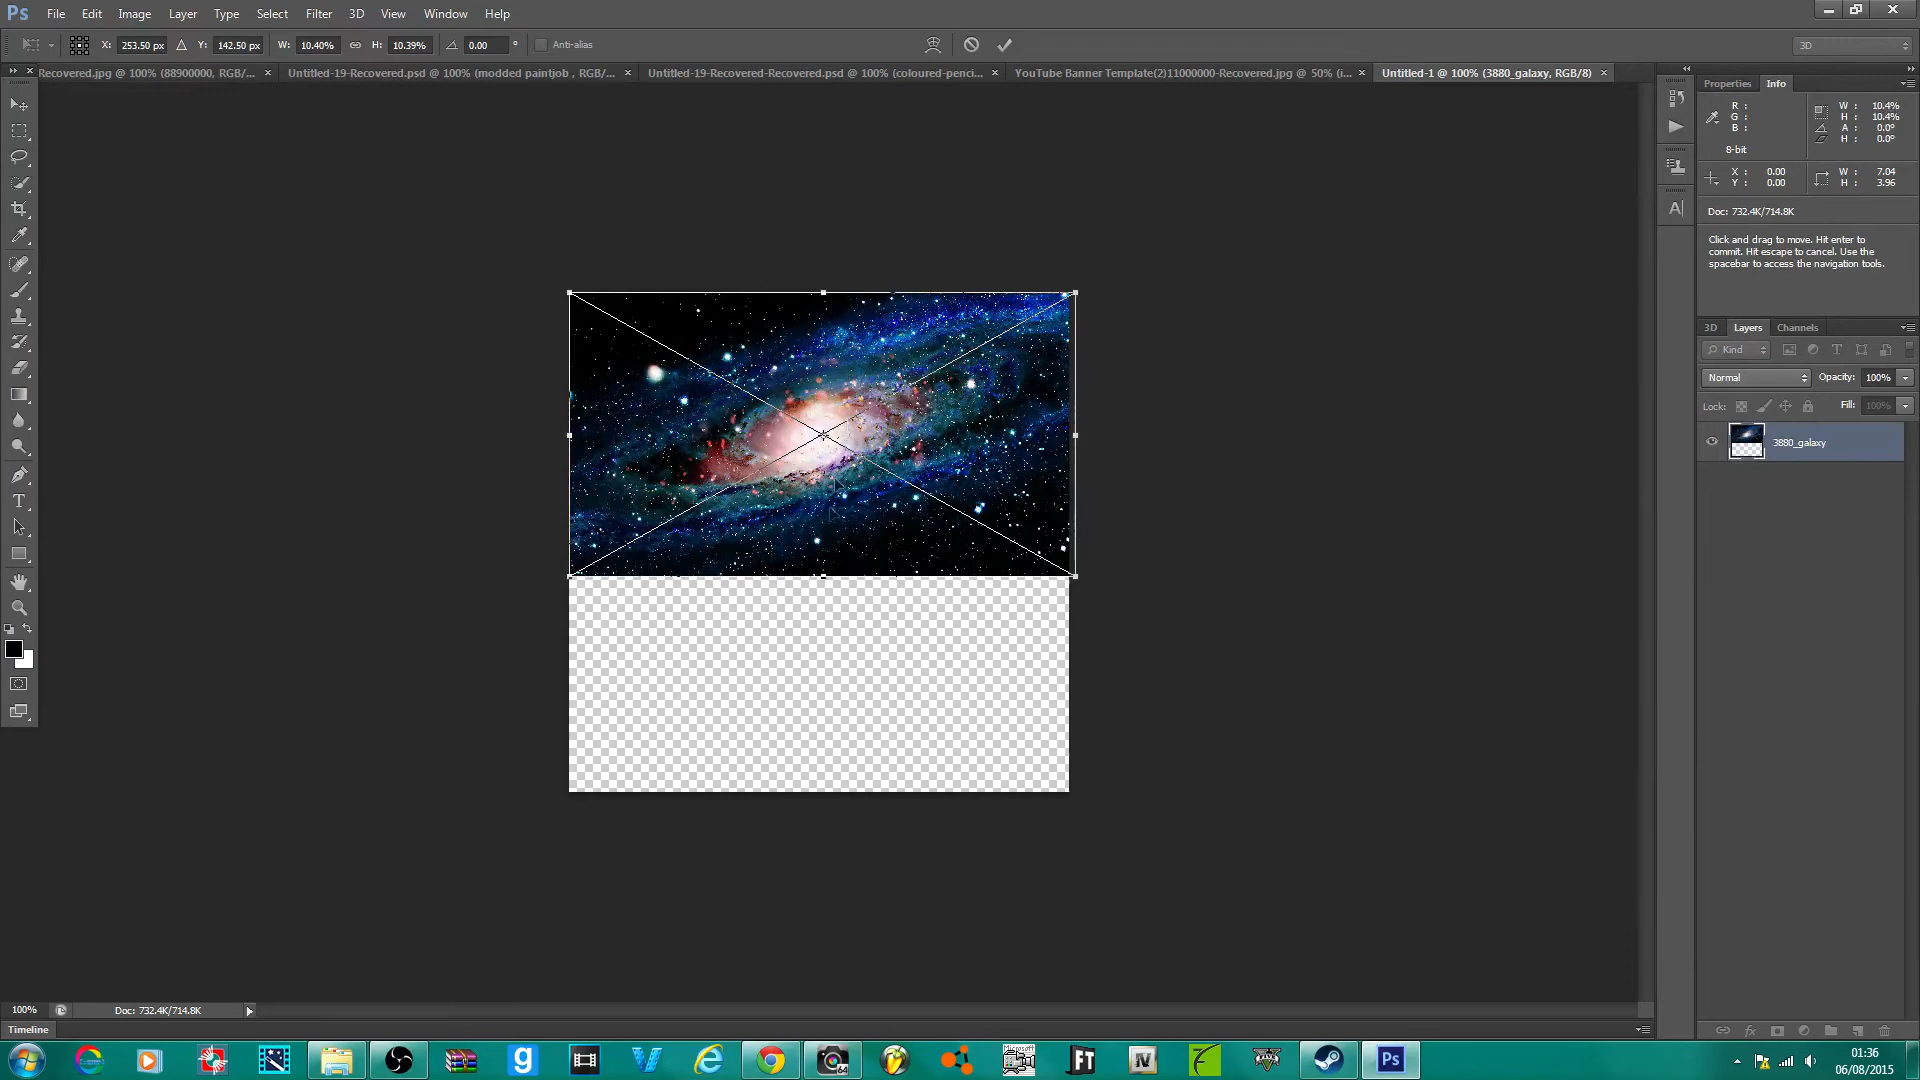 Ps File Edit Image Layer Type Select Filter 3D View Window Help
X: 253.50 px Y: 142.50 px W: 10.40% H: 10.39% 0.00 ° Anti-alias 3D
Recovered.jpg @ 100% (88900000, RGB/... × Untitled-19-Recovered.psd @ 100% (modded paintjob , RGB/... × Untitled-19-Recovered-Recovered.psd @ 100% (coloured-penci... × YouTube Banner Template(2)11000000-Recovered.jpg @ 50% (i... × Untitled-1 @ 100% (3880_galaxy, RGB/8) ×
Properties Info
R : W : 10.4%
G : H : 10.4%
B : A : 0.0°
H : 0.0°
8-bit
X : 0.00 W : 7.04
Y : 0.00 H : 3.96
Doc: 732.4K/714.8K
Click and drag to move. Hit enter to
commit. Hit escape to cancel. Use the
spacebar to access the navigation tools.
3D Layers Channels
Kind
Normal Opacity: 100%
Lock: Fill: 100%
3880_galaxy
100% Doc: 732.4K/714.8K
Timeline
fx
64
Microsoft
FT
Ps
01:36
06/08/2015